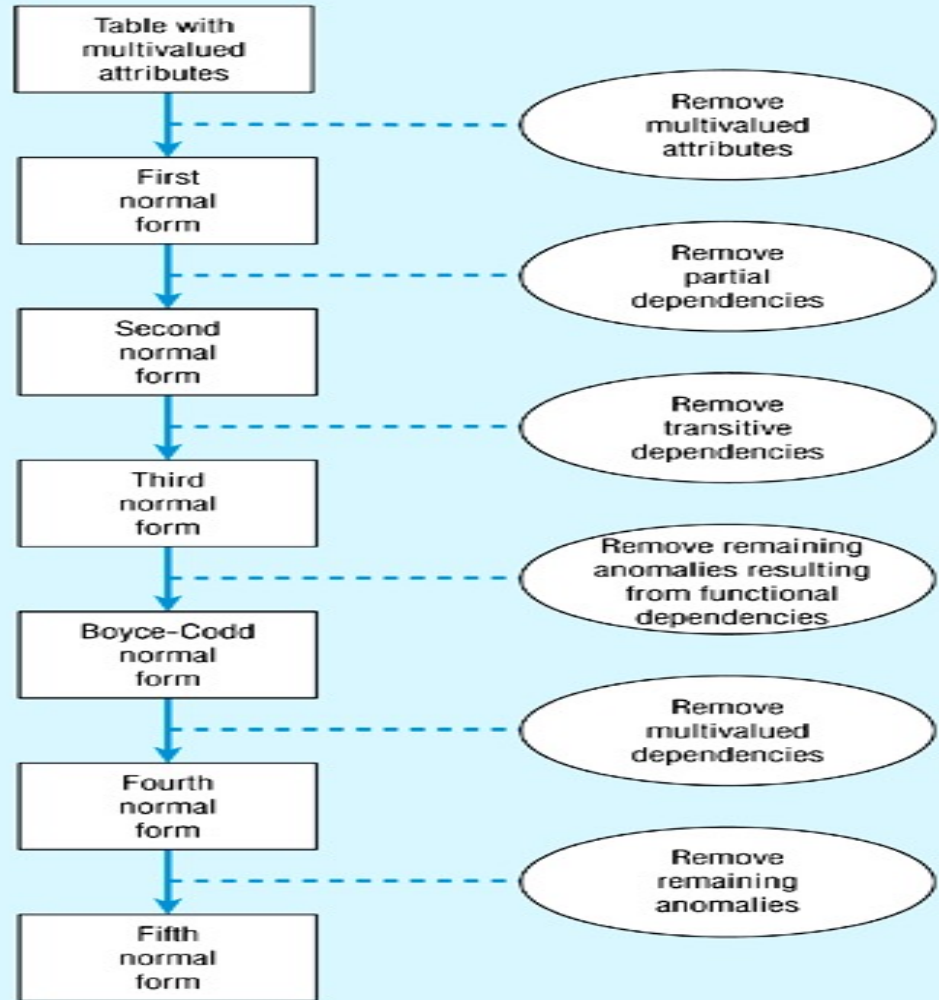 Table with
multivalued
attributes
Remove
multivalued
attributes
First
normal
form
Remove
partial
dependencies
Second
normal
form
Remove
transitive
dependencies
Third
normal
form
Remove remaining
anomalies resulting
from functional
dependencies
Boyce-Codd
normal
form
Remove
multivalued
dependencies
Fourth
normal
form
Remove
remaining
anomalies
Fifth
normal
form